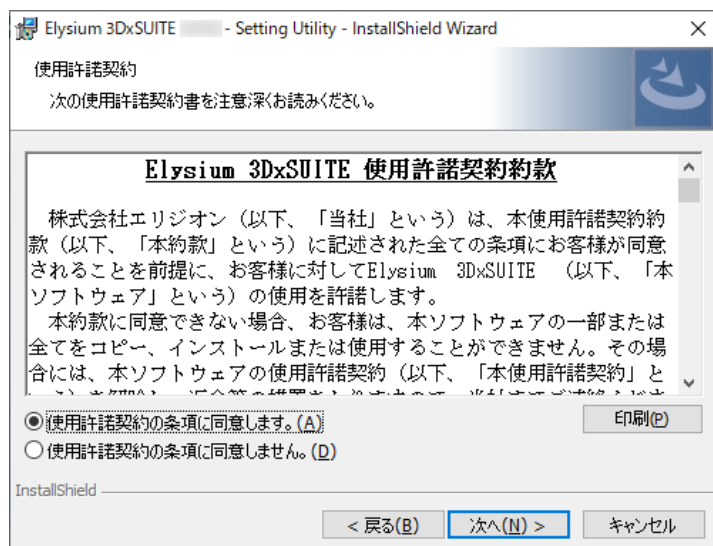 Elysium 3DxSUITE - Setting Utility - InstallShield Wizard
使用許諾契約
次の使用許諾契約書を注意深くお読みください。
Elysium 3DxSUITE 使用許諾契約約款
株式会社エリジオン（以下、「当社」という）は、本使用許諾契約約
款（以下、「本約款」という）に記述された全ての条項にお客様が同意
されることを前提に、お客様に対してElysium 3DxSUITE （以下、「本
ソフトウェア」という）の使用を許諾します。
本約款に同意できない場合、お客様は、本ソフトウェアの一部または
全てをコピー、インストールまたは使用することができません。その場
合には、本ソフトウェアの使用許諾契約（以下、「本使用許諾契約」と
使用許諾契約の条項に同意します。(A)
印刷(P)
使用許諾契約の条項に同意しません。(D)
InstallShield
< 戻る(B)
次へ(N) >
キャンセル